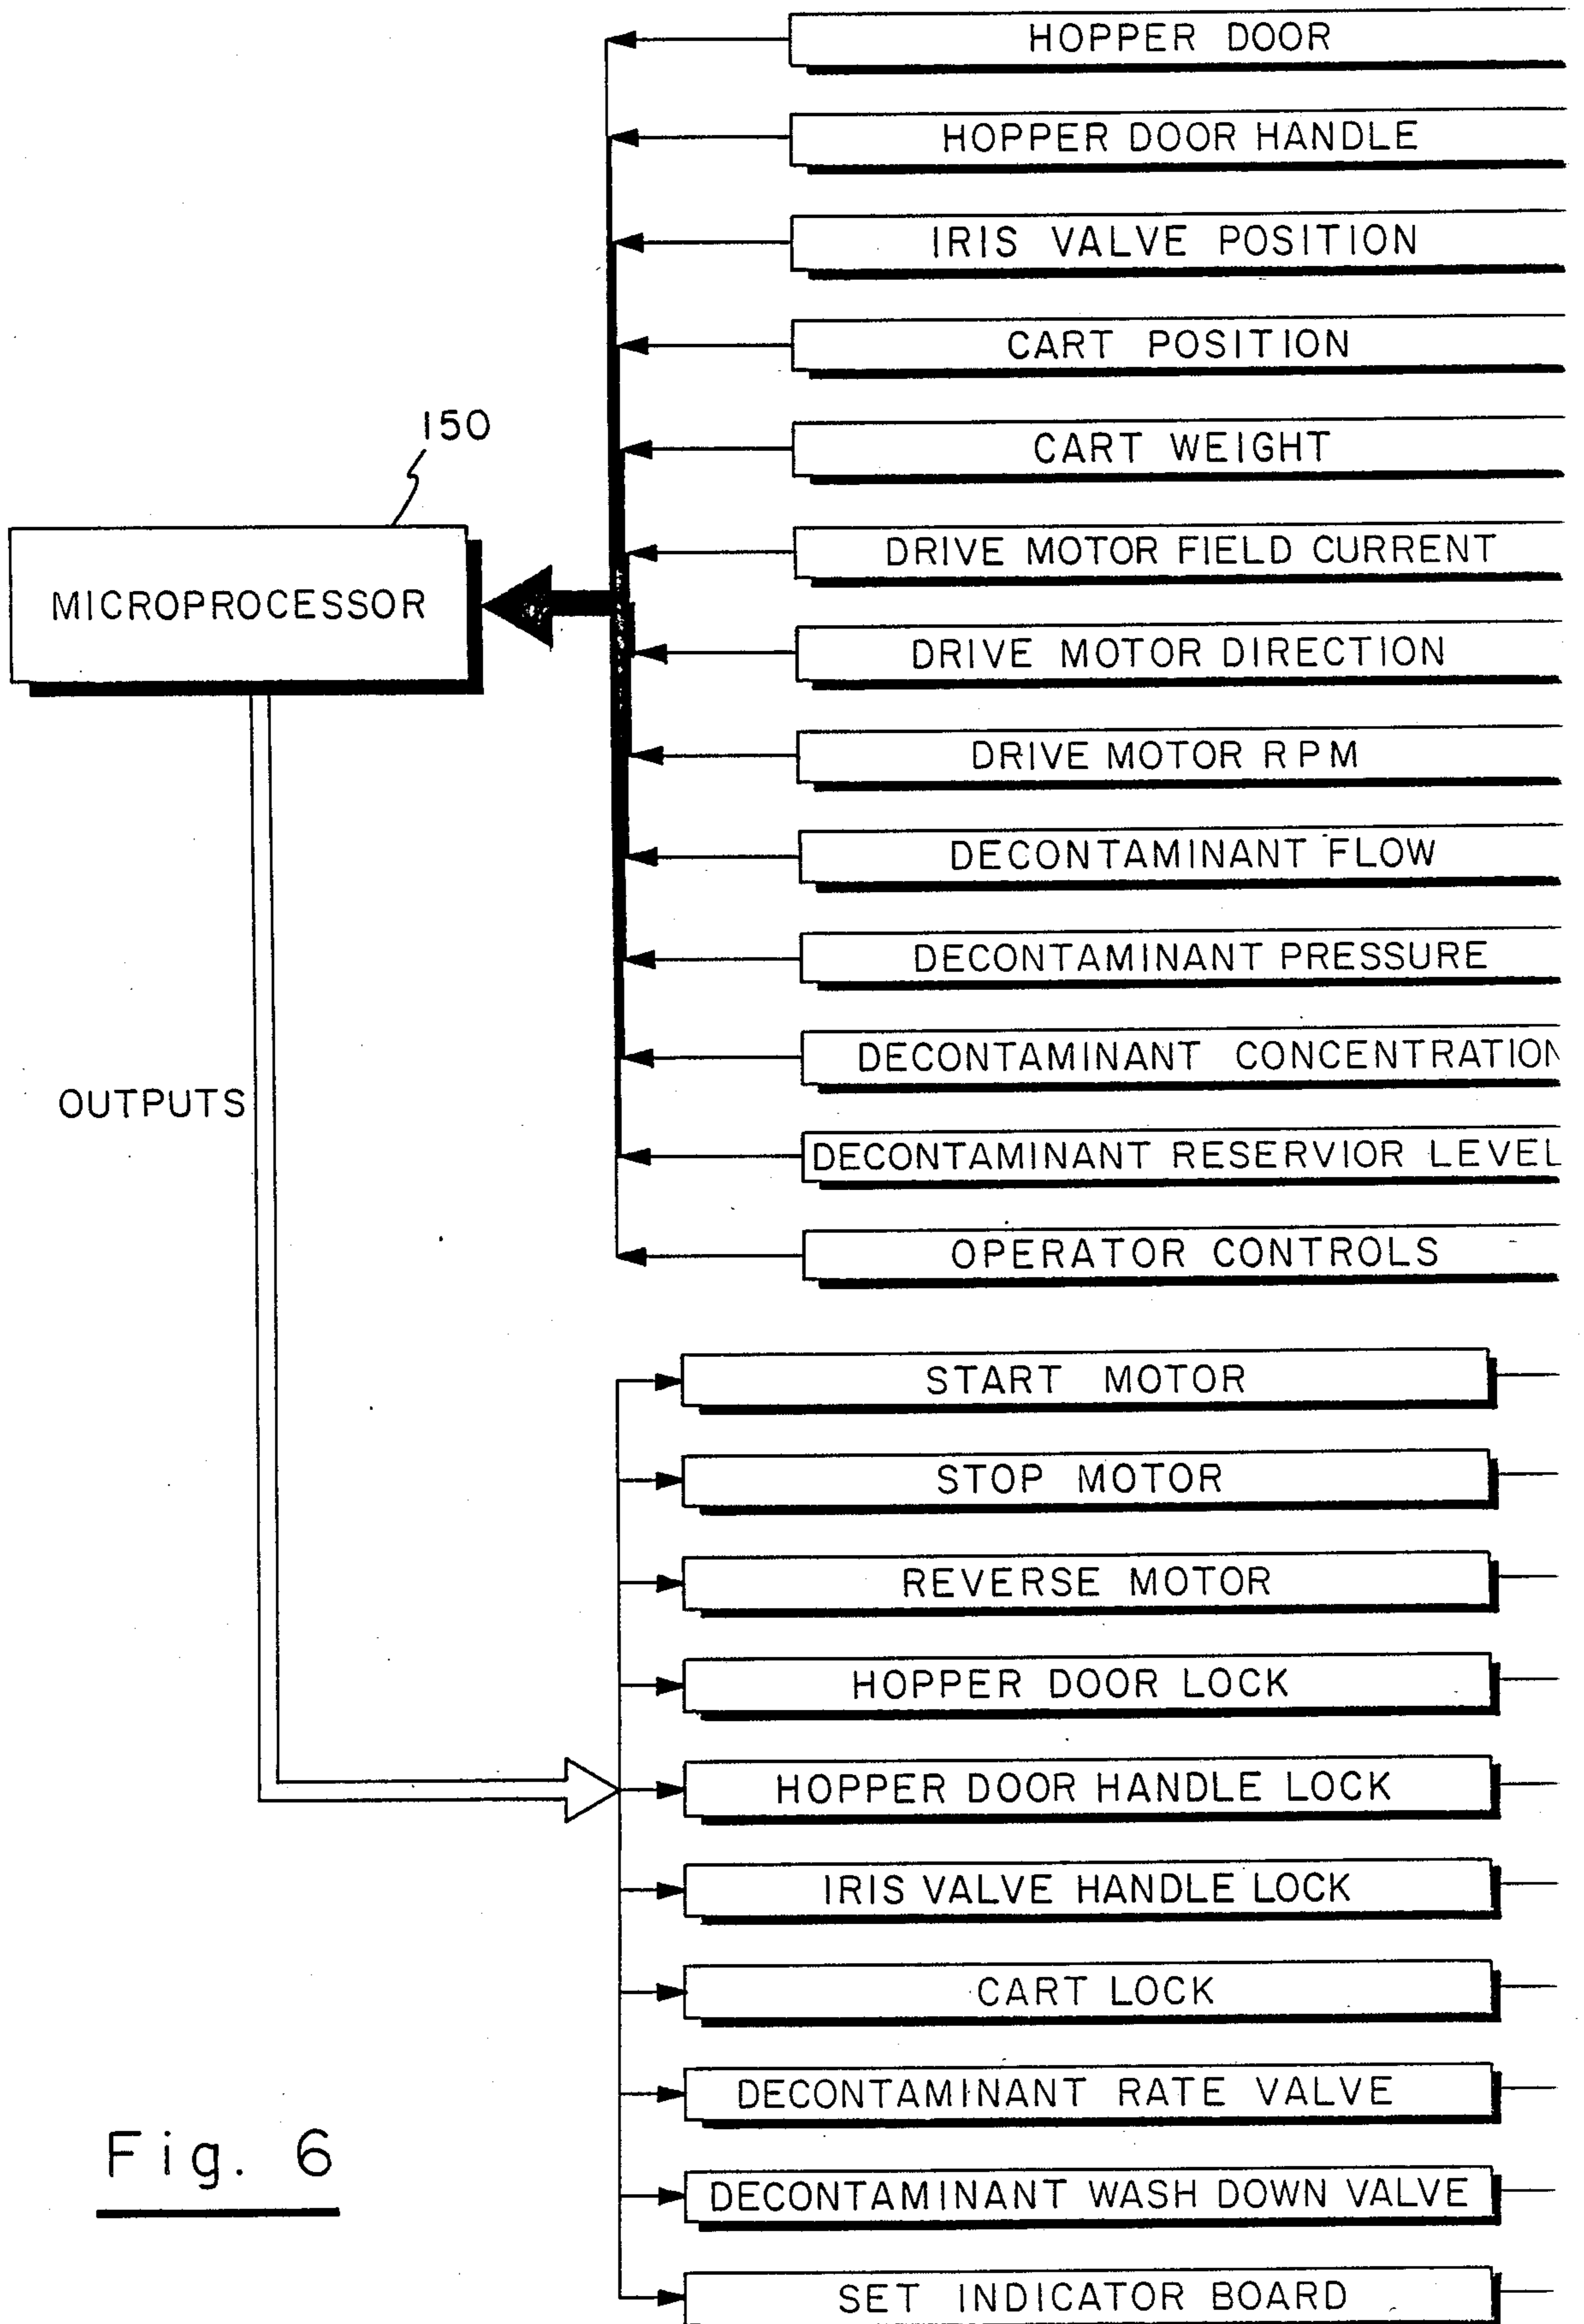 HOPPER DOOR
HOPPER DOOR HANDLE
IRIS VALVE POSITION
CART POSITION
CART WEIGHT
150
DRIVE MOTOR FIELD CURRENT
MICROPROCESSOR
DRIVE MOTOR DIRECTION
DRIVE MOTOR RPM
DECONTAMINANT FLOW
DECONTAMINANT PRESSURE
DECONTAMINANT CONCENTRATION
OUTPUTS
DECONTAMINANT RESERVIOR LEVEL
OPERATOR CONTROLS
START MOTOR
STOP MOTOR
REVERSE MOTOR
HOPPER DOOR LOCK
HOPPER DOOR HANDLE LOCK
IRIS VALVE HANDLE LOCK
CART LOCK
DECONTAMINANT RATE VALVE
DECONTAMINANT WASH DOWN VALVE
SET INDICATOR BOARD
Fig. 6